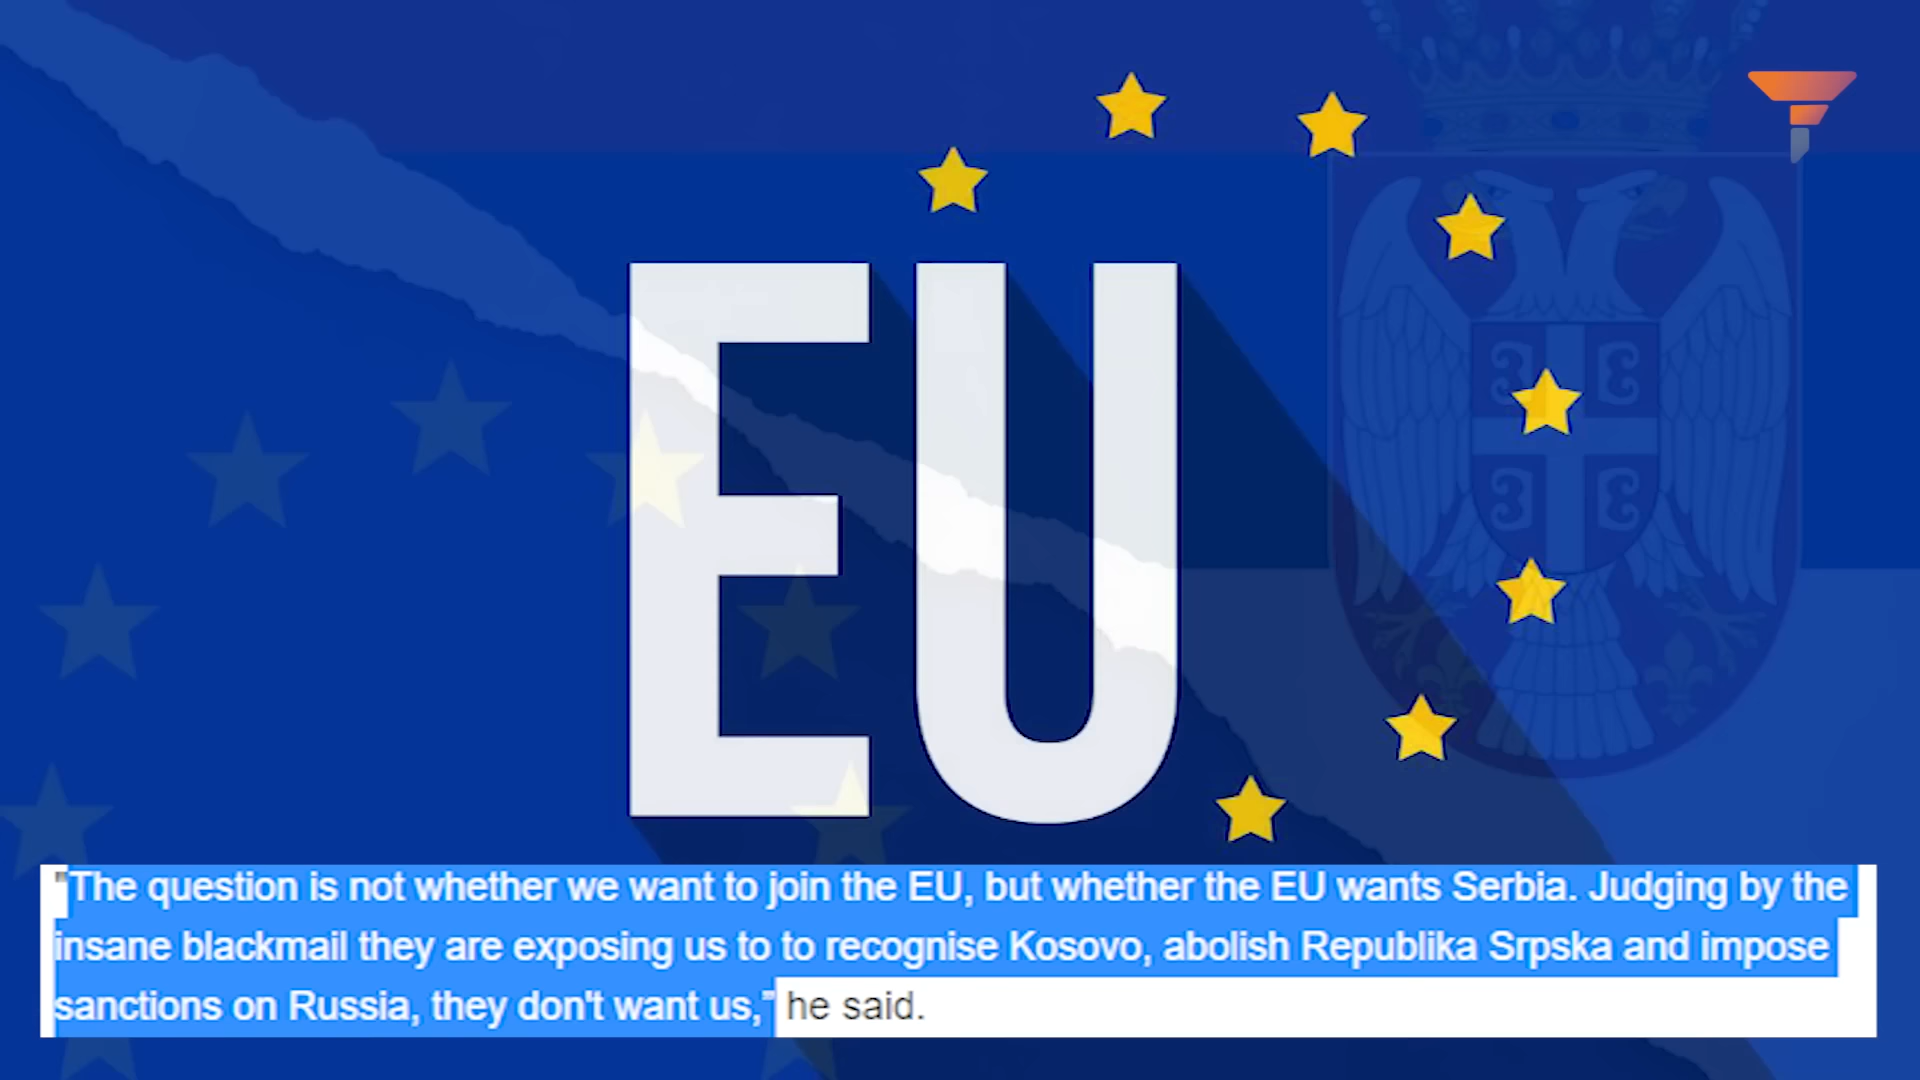 EU
"The question is not whether we want to join the EU, but whether the EU wants Serbia. Judging by the
insane blackmail they are exposing us to to recognise Kosovo, abolish Republika Srpska and impose
sanctions on Russia, they don't want us," he said.